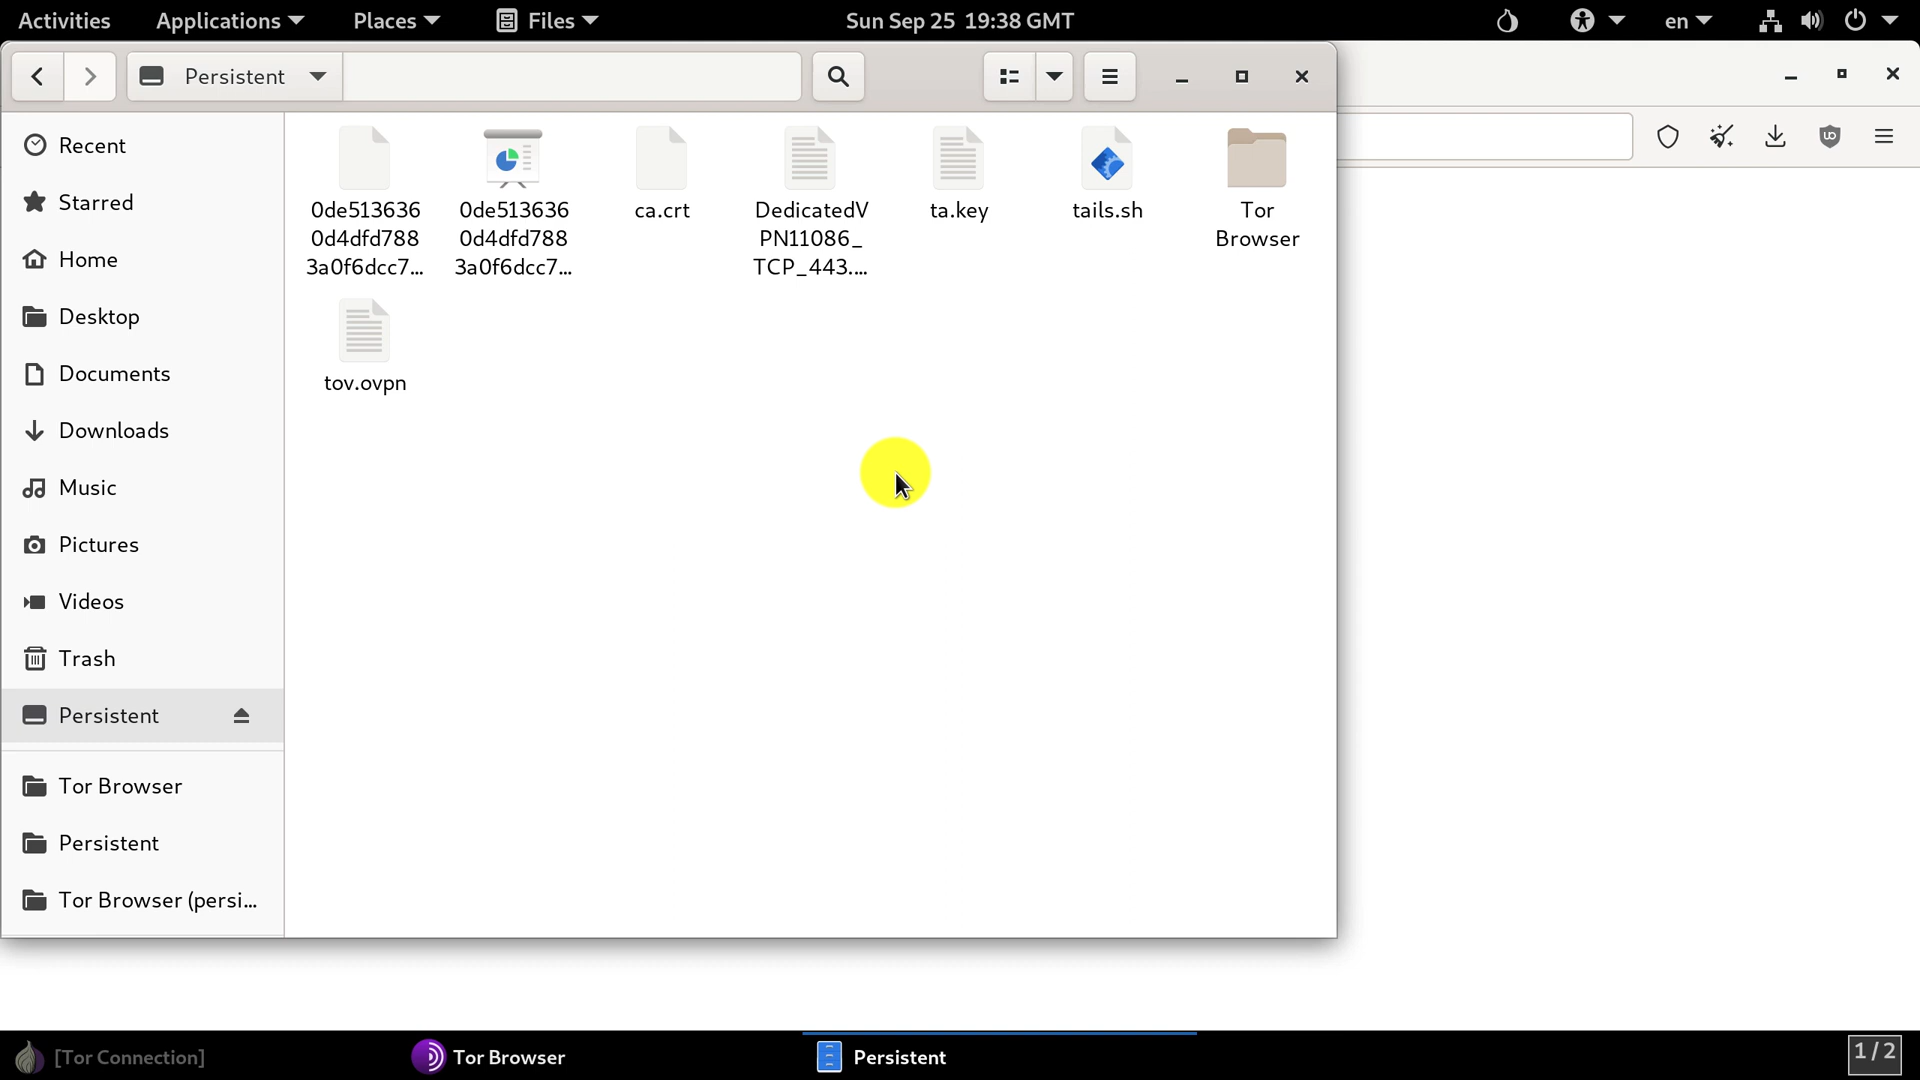 Activities Applications Places Files Sun Sep 25 19:38 GMT en
Persistent
Recent
Starred
Home
Desktop
Documents
Downloads
Music
Pictures
Videos
Trash
Persistent
Tor Browser
Persistent
Tor Browser (persi...
0de513636
0d4dfd788
3a0f6dcc7...
0de513636
0d4dfd788
3a0f6dcc7...
ca.crt
DedicatedV
PN11086_
TCP_443....
ta.key
tails.sh
Tor
Browser
tov.ovpn
[Tor Connection] Tor Browser Persistent 1/2